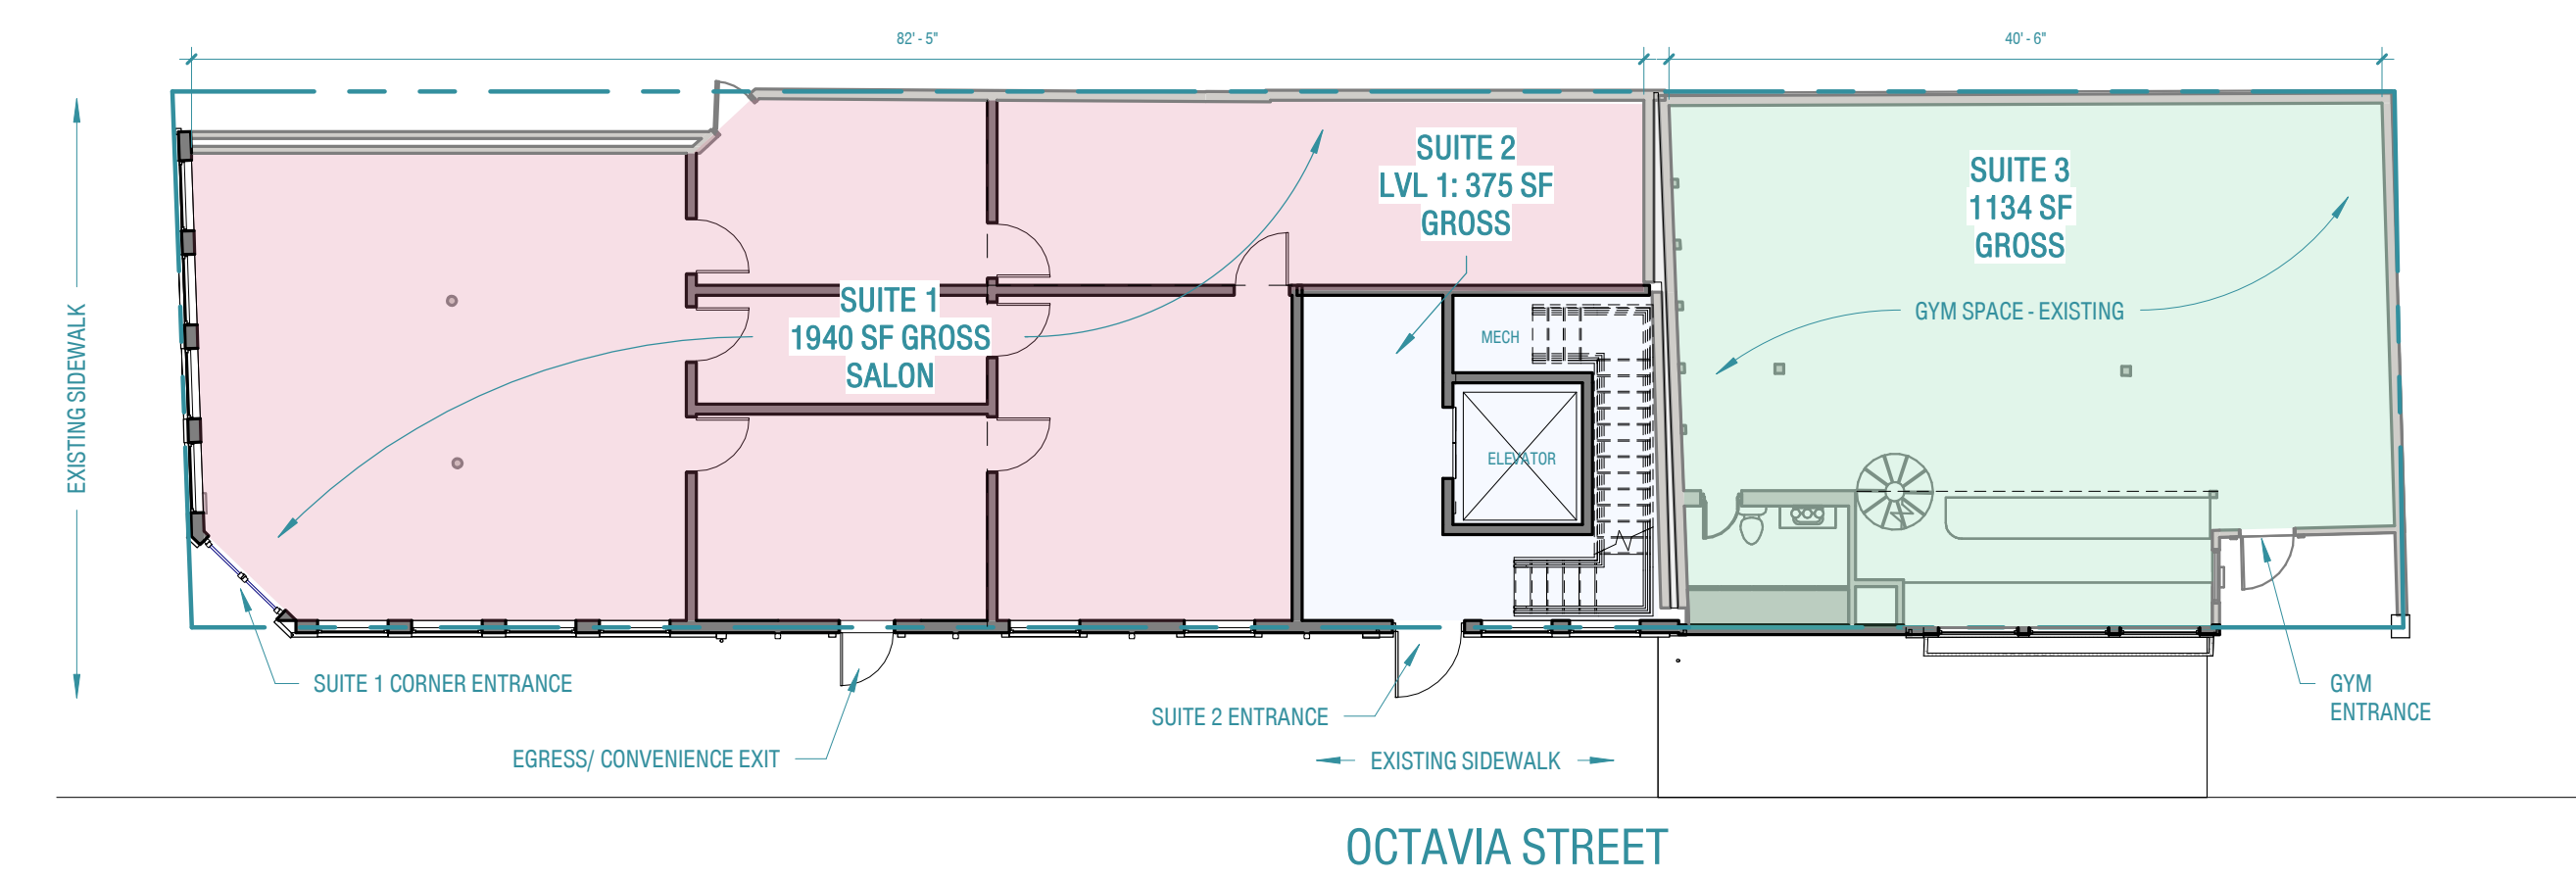 82' - 5"
40' - 6"
SUITE 2
LVL 1: 375 SF
GROSS
SUITE 3
1134 SF
GROSS
SUITE 1
1940 SF GROSS
SALON
GYM SPACE - EXISTING
MECH
ELEVATOR
EXISTING SIDEWALK
SUITE 1 CORNER ENTRANCE
EGRESS/ CONVENIENCE EXIT
SUITE 2 ENTRANCE
EXISTING SIDEWALK
GYM
ENTRANCE
OCTAVIA STREET